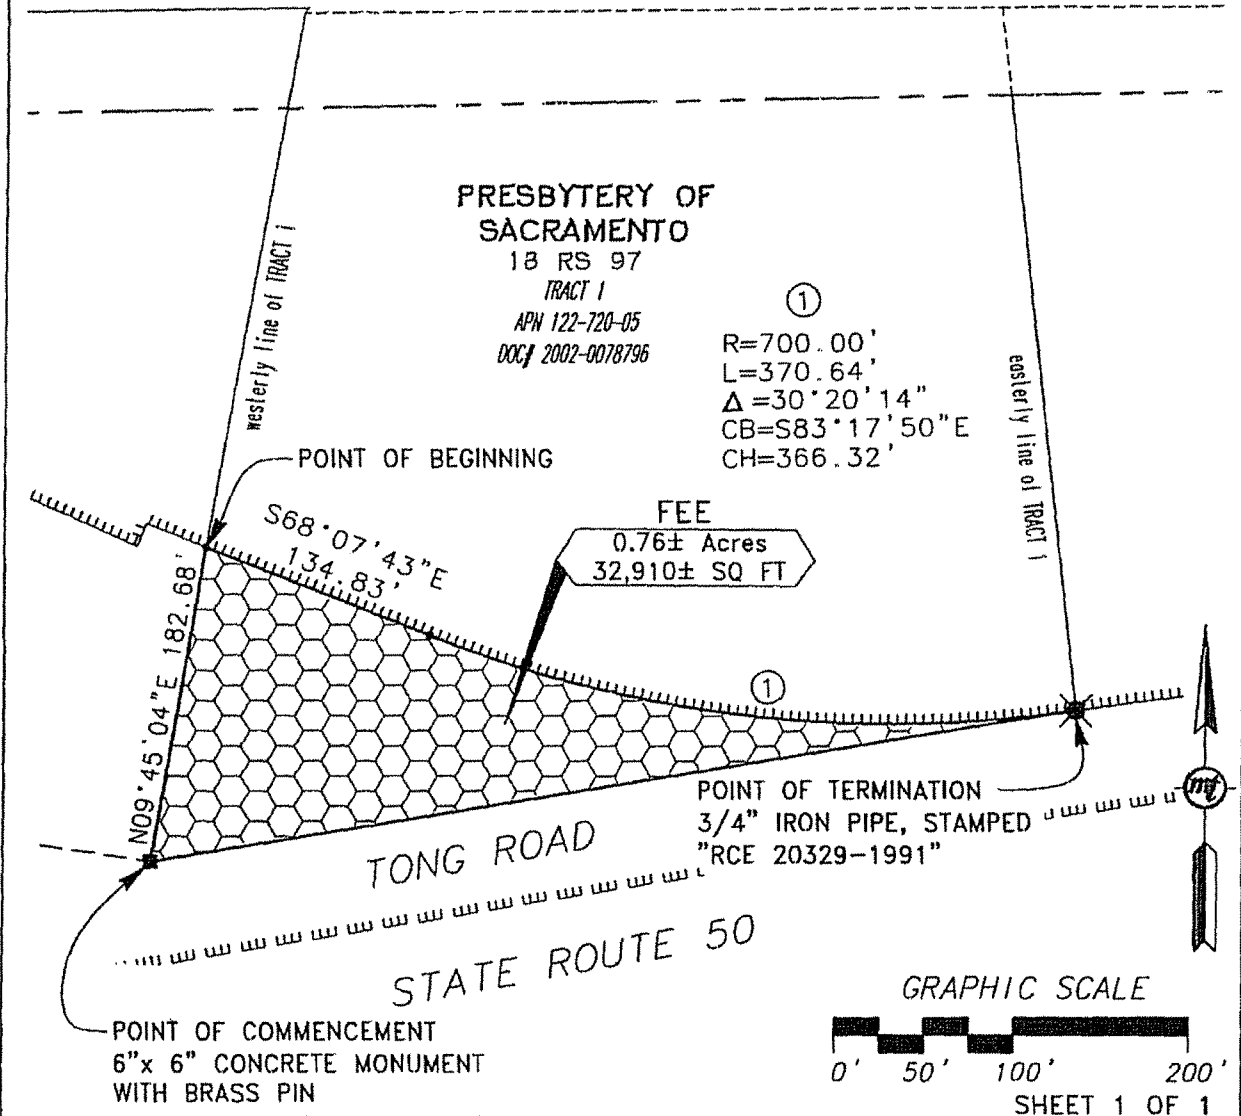 PRESBYTERY OF
SACRAMENTO
18 RS 97
TRACT 1
APN 122-720-05
DOC# 2002-0078796
westerly line of TRACT 1
easterly line of TRACT 1
1
R=700.00'
L=370.64'
Δ=30°20'14"
CB=S83°17'50"E
CH=366.32'
POINT OF BEGINNING
S68°07'43"E
134.83'
FEE
0.76± Acres
32,910± SQ FT
N09°45'04"E 182.68'
1
POINT OF TERMINATION
3/4" IRON PIPE, STAMPED
"RCE 20329-1991"
TONG ROAD
STATE ROUTE 50
POINT OF COMMENCEMENT
6"x 6" CONCRETE MONUMENT
WITH BRASS PIN
GRAPHIC SCALE
0' 50' 100' 200'
SHEET 1 OF 1